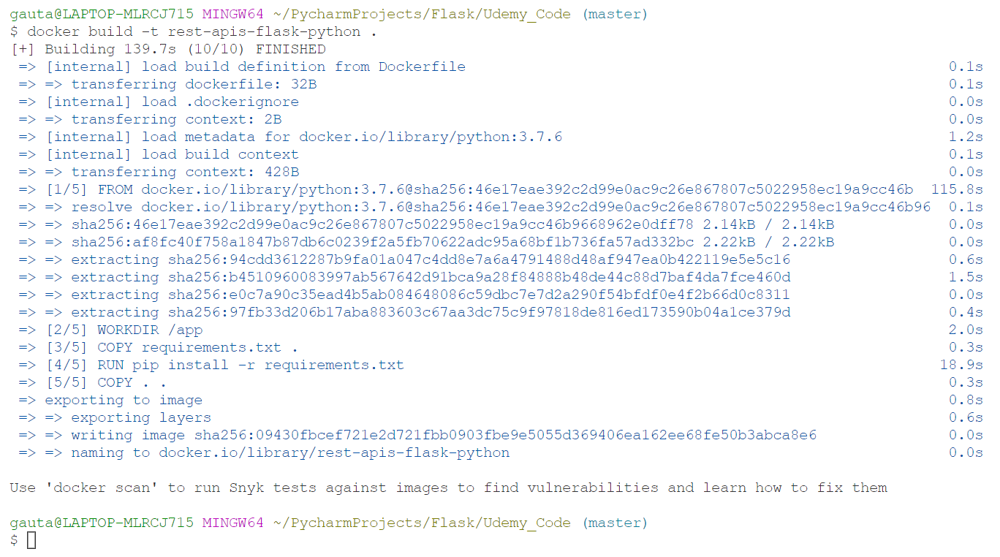 gauta@LAPTOP-MLRCJ715 MINGW64 ~/PycharmProjects/Flask/Udemy_Code (master)
$ docker build -t rest-apis-flask-python .
[+] Building 139.7s (10/10) FINISHED
=> [internal] load build definition from Dockerfile 0.1s
=> => transferring dockerfile: 32B 0.1s
=> [internal] load .dockerignore 0.0s
=> => transferring context: 2B 0.0s
=> [internal] load metadata for docker.io/library/python:3.7.6 1.2s
=> [internal] load build context 0.1s
=> => transferring context: 428B 0.0s
=> [1/5] FROM docker.io/library/python:3.7.6@sha256:46e17eae392c2d99e0ac9c26e867807c5022958ec19a9cc46b 115.8s
=> => resolve docker.io/library/python:3.7.6@sha256:46e17eae392c2d99e0ac9c26e867807c5022958ec19a9cc46b96 0.1s
=> => sha256:46e17eae392c2d99e0ac9c26e867807c5022958ec19a9cc46b9668962e0dff78 2.14kB / 2.14kB 0.0s
=> => sha256:af8fc40f758a1847b87db6c0239f2a5fb70622adc95a68bf1b736fa57ad332bc 2.22kB / 2.22kB 0.0s
=> => extracting sha256:94cdd3612287b9fa01a047c4dd8e7a6a4791488d48af947ea0b422119e5e5c16 0.6s
=> => extracting sha256:b4510960083997ab567642d91bca9a28f84888b48de44c88d7baf4da7fce460d 1.5s
=> => extracting sha256:e0c7a90c35ead4b5ab084648086c59dbc7e7d2a290f54bfdf0e4f2b66d0c8311 0.0s
=> => extracting sha256:97fb33d206b17aba883603c67aa3dc75c9f97818de816ed173590b04a1ce379d 0.4s
=> [2/5] WORKDIR /app 2.0s
=> [3/5] COPY requirements.txt . 0.3s
=> [4/5] RUN pip install -r requirements.txt 18.9s
=> [5/5] COPY . . 0.3s
=> exporting to image 0.8s
=> => exporting layers 0.6s
=> => writing image sha256:09430fbcef721e2d721fbb0903fbe9e5055d369406ea162ee68fe50b3abca8e6 0.0s
=> => naming to docker.io/library/rest-apis-flask-python 0.0s
Use 'docker scan' to run Snyk tests against images to find vulnerabilities and learn how to fix them
gauta@LAPTOP-MLRCJ715 MINGW64 ~/PycharmProjects/Flask/Udemy_Code (master)
$